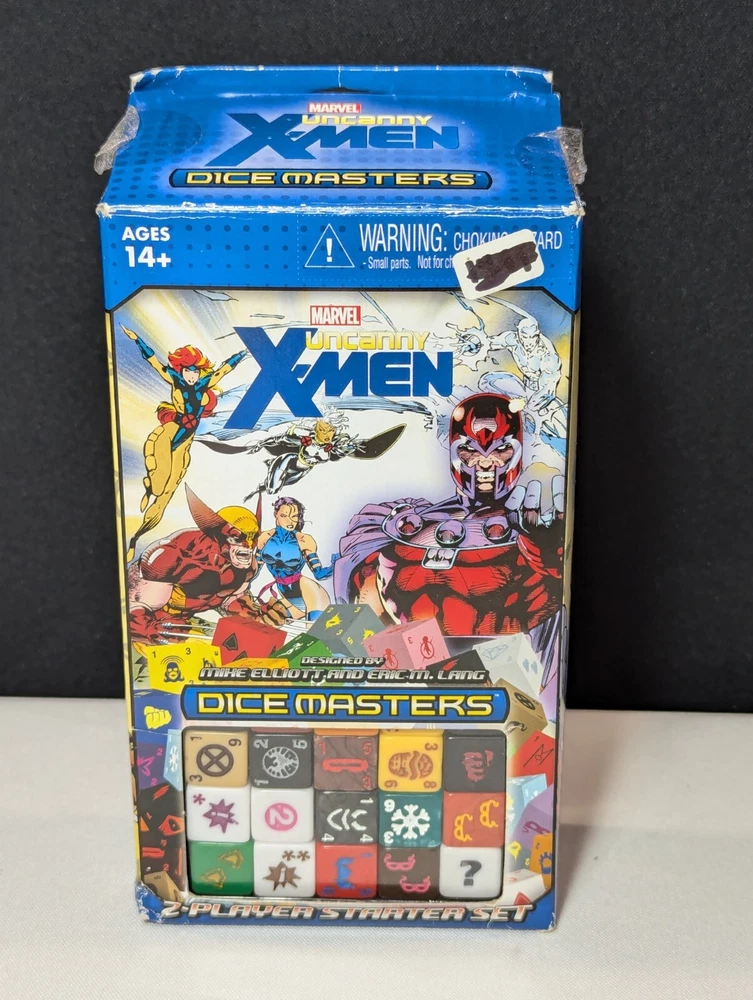 MARVEL
Uncanny
X-MEN
DICE MASTERS
AGES
14+
WARNING:
- Small parts. Not for
MARVEL
Uncanny
X-MEN
DESIGNED BY
MIKE ELLIOTT AND ERIC M. LANG
DICE MASTERS
2-PLAYER STARTER SET